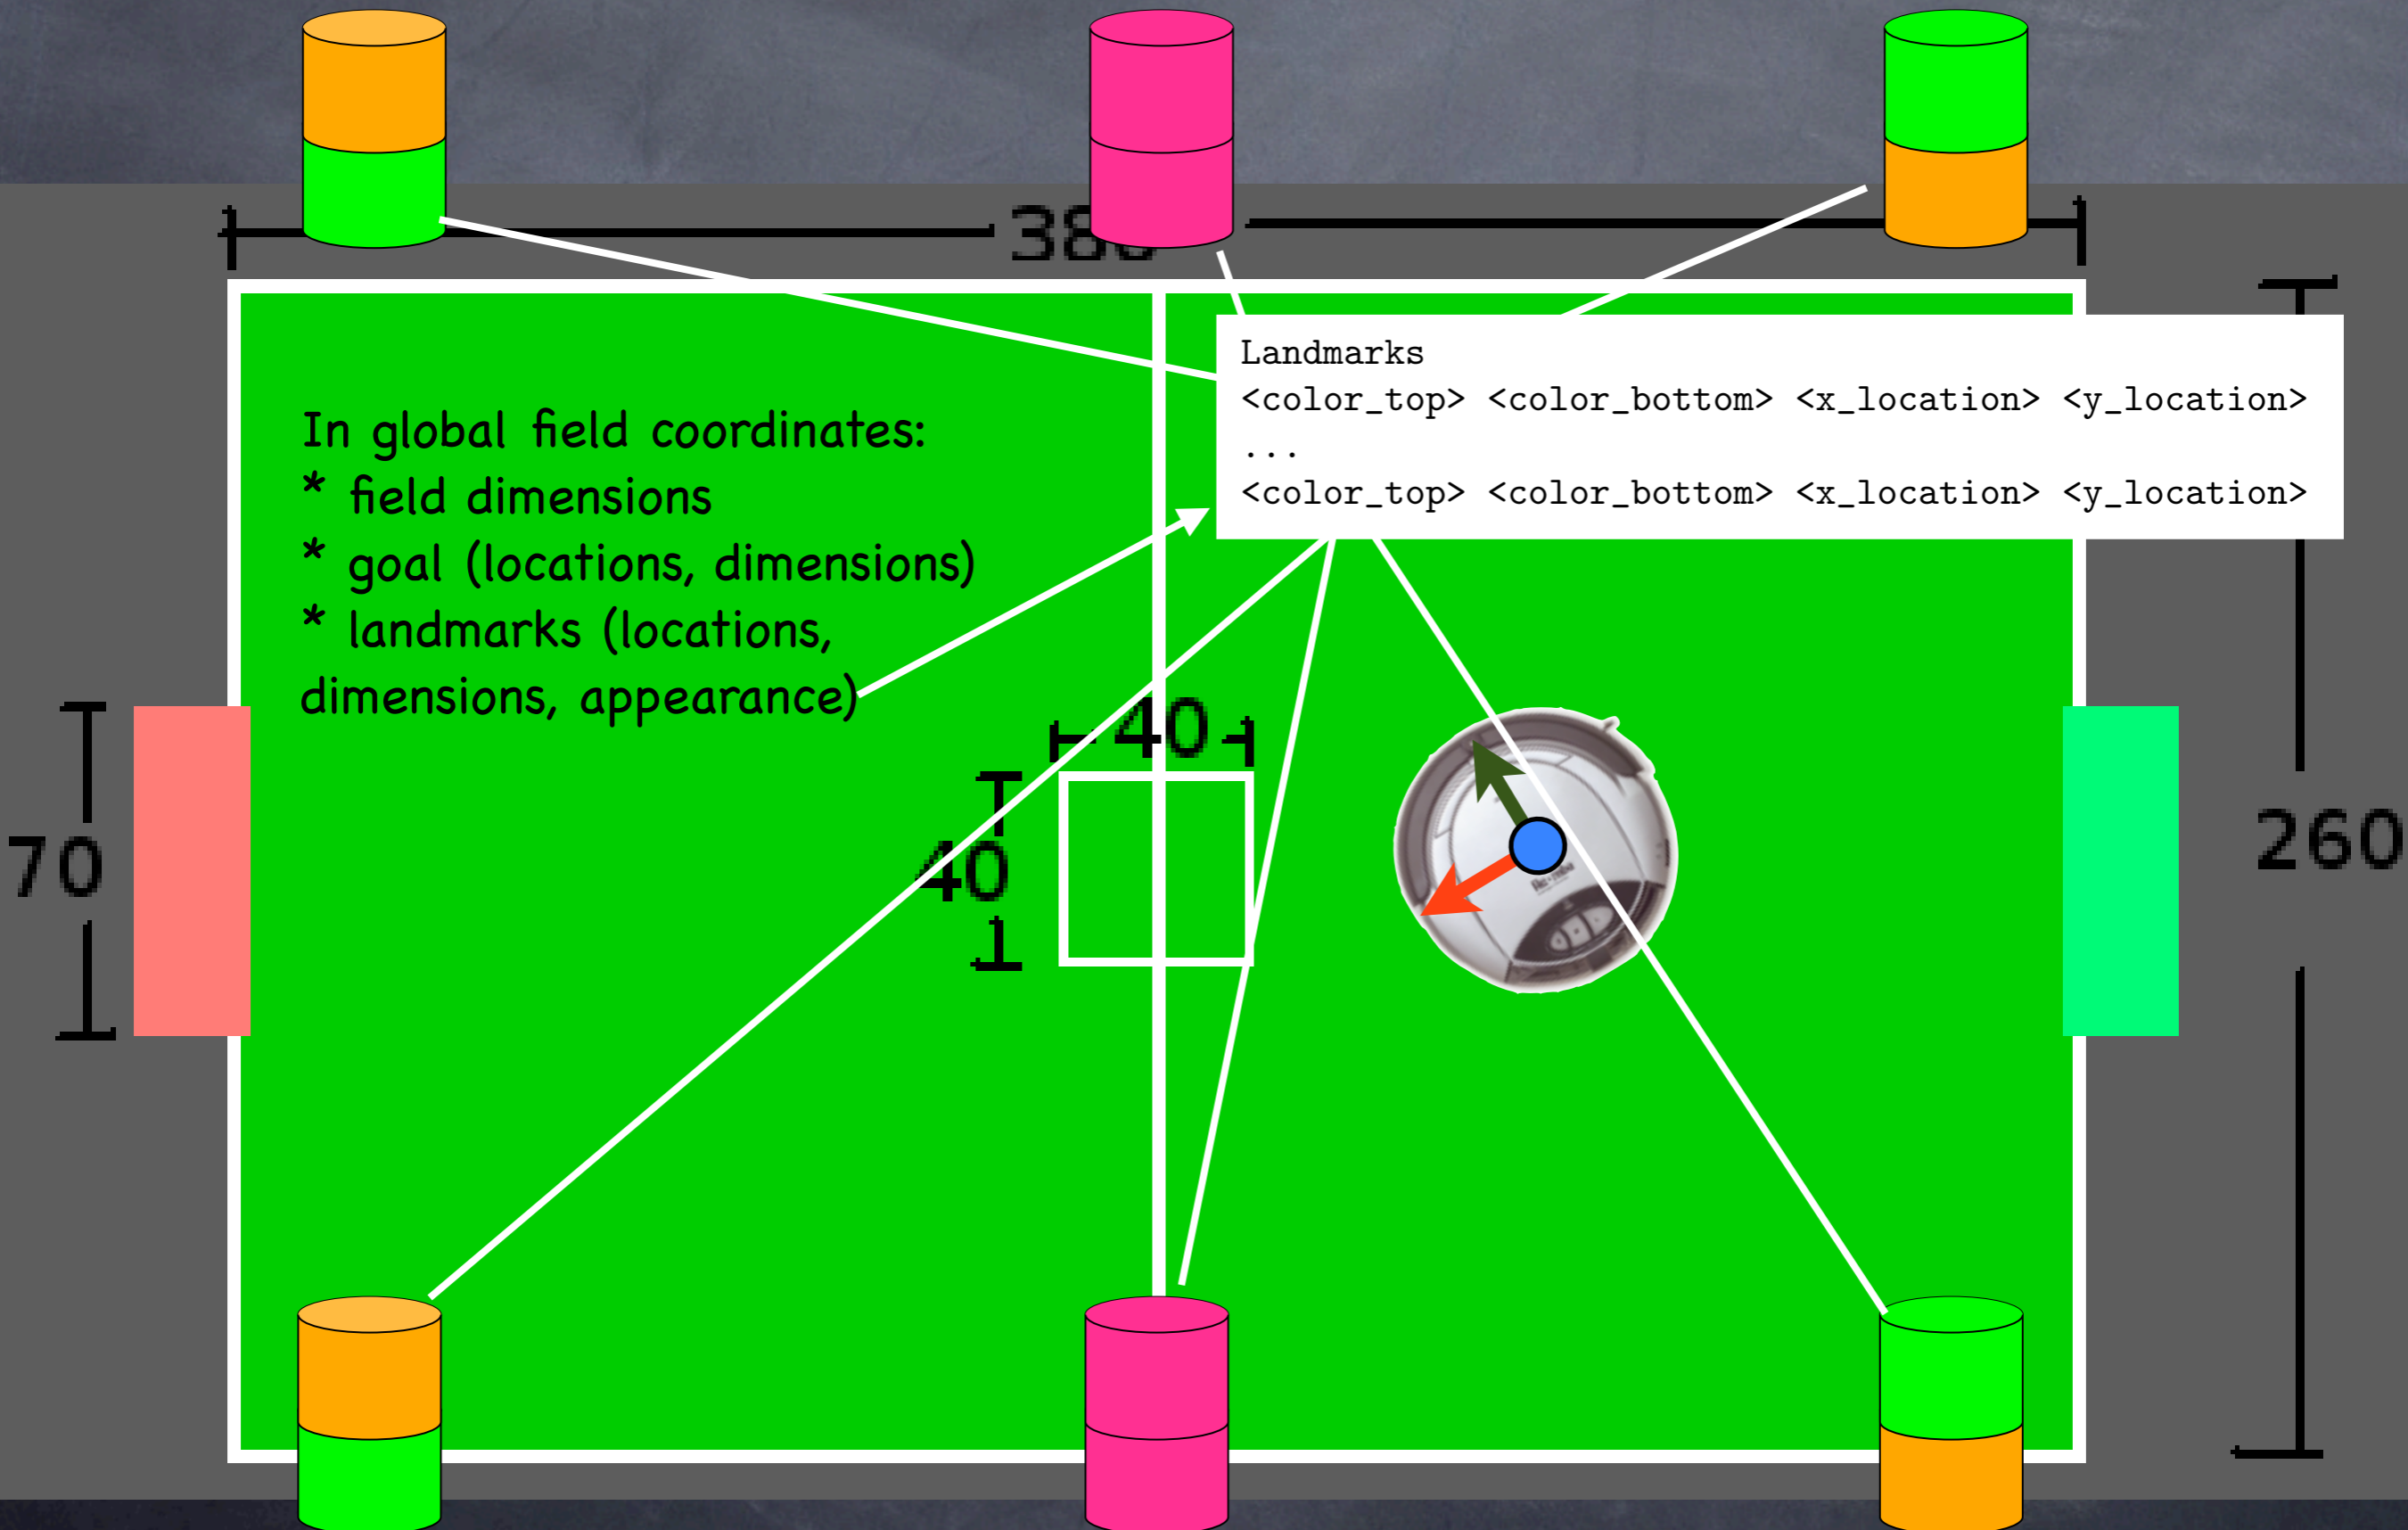 Landmarks
<color_top> <color_bottom> <x_location> <y_location>
...
<color_top> <color_bottom> <x_location> <y_location>
In global field coordinates:
* field dimensions
* goal (locations, dimensions)
* landmarks (locations,
dimensions, appearance)
40
40
70
260